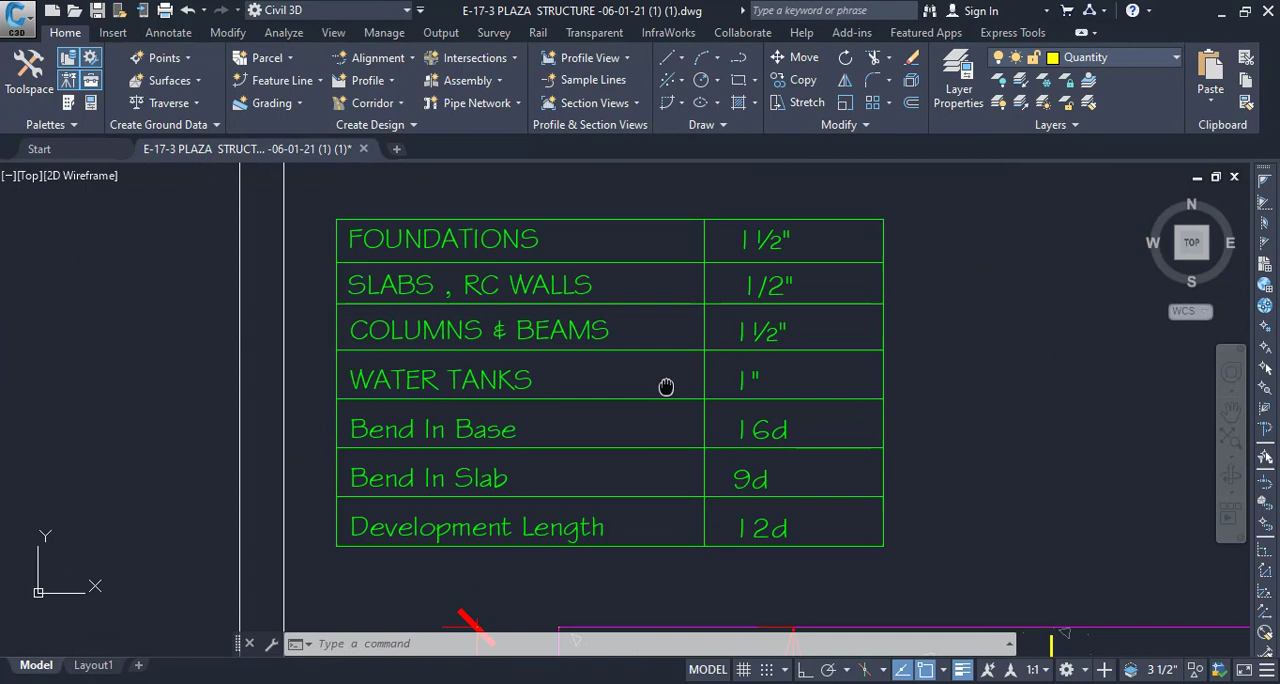 Civil 3D
E-17-3 PLAZA STRUCTURE -06-01-21 (1) (1).dwg
Type a keyword or phrase
Sign In
C3D
Home Insert Annotate Modify Analyze View Manage Output Survey Rail Transparent InfraWorks Collaborate Help Add-ins Featured Apps Express Tools
Toolspace
Palettes
Points
Surfaces
Traverse
Create Ground Data
Parcel
Feature Line
Grading
Alignment
Profile
Corridor
Intersections
Assembly
Pipe Network
Create Design
Profile View
Sample Lines
Section Views
Profile & Section Views
Draw
Move
Copy
Stretch
Modify
Layer
Properties
Quantity
Layers
Paste
Clipboard
Start
E-17-3 PLAZA STRUCT... -06-01-21 (1) (1)*
[−][Top][2D Wireframe]
N
W TOP E
S
WCS
FOUNDATIONS 1½"
SLABS , RC WALLS 1/2"
COLUMNS & BEAMS 1½"
WATER TANKS 1"
Bend In Base 16d
Bend In Slab 9d
Development Length 12d
Y
X
Type a command
Model Layout1
MODEL
1:1
3 1/2"